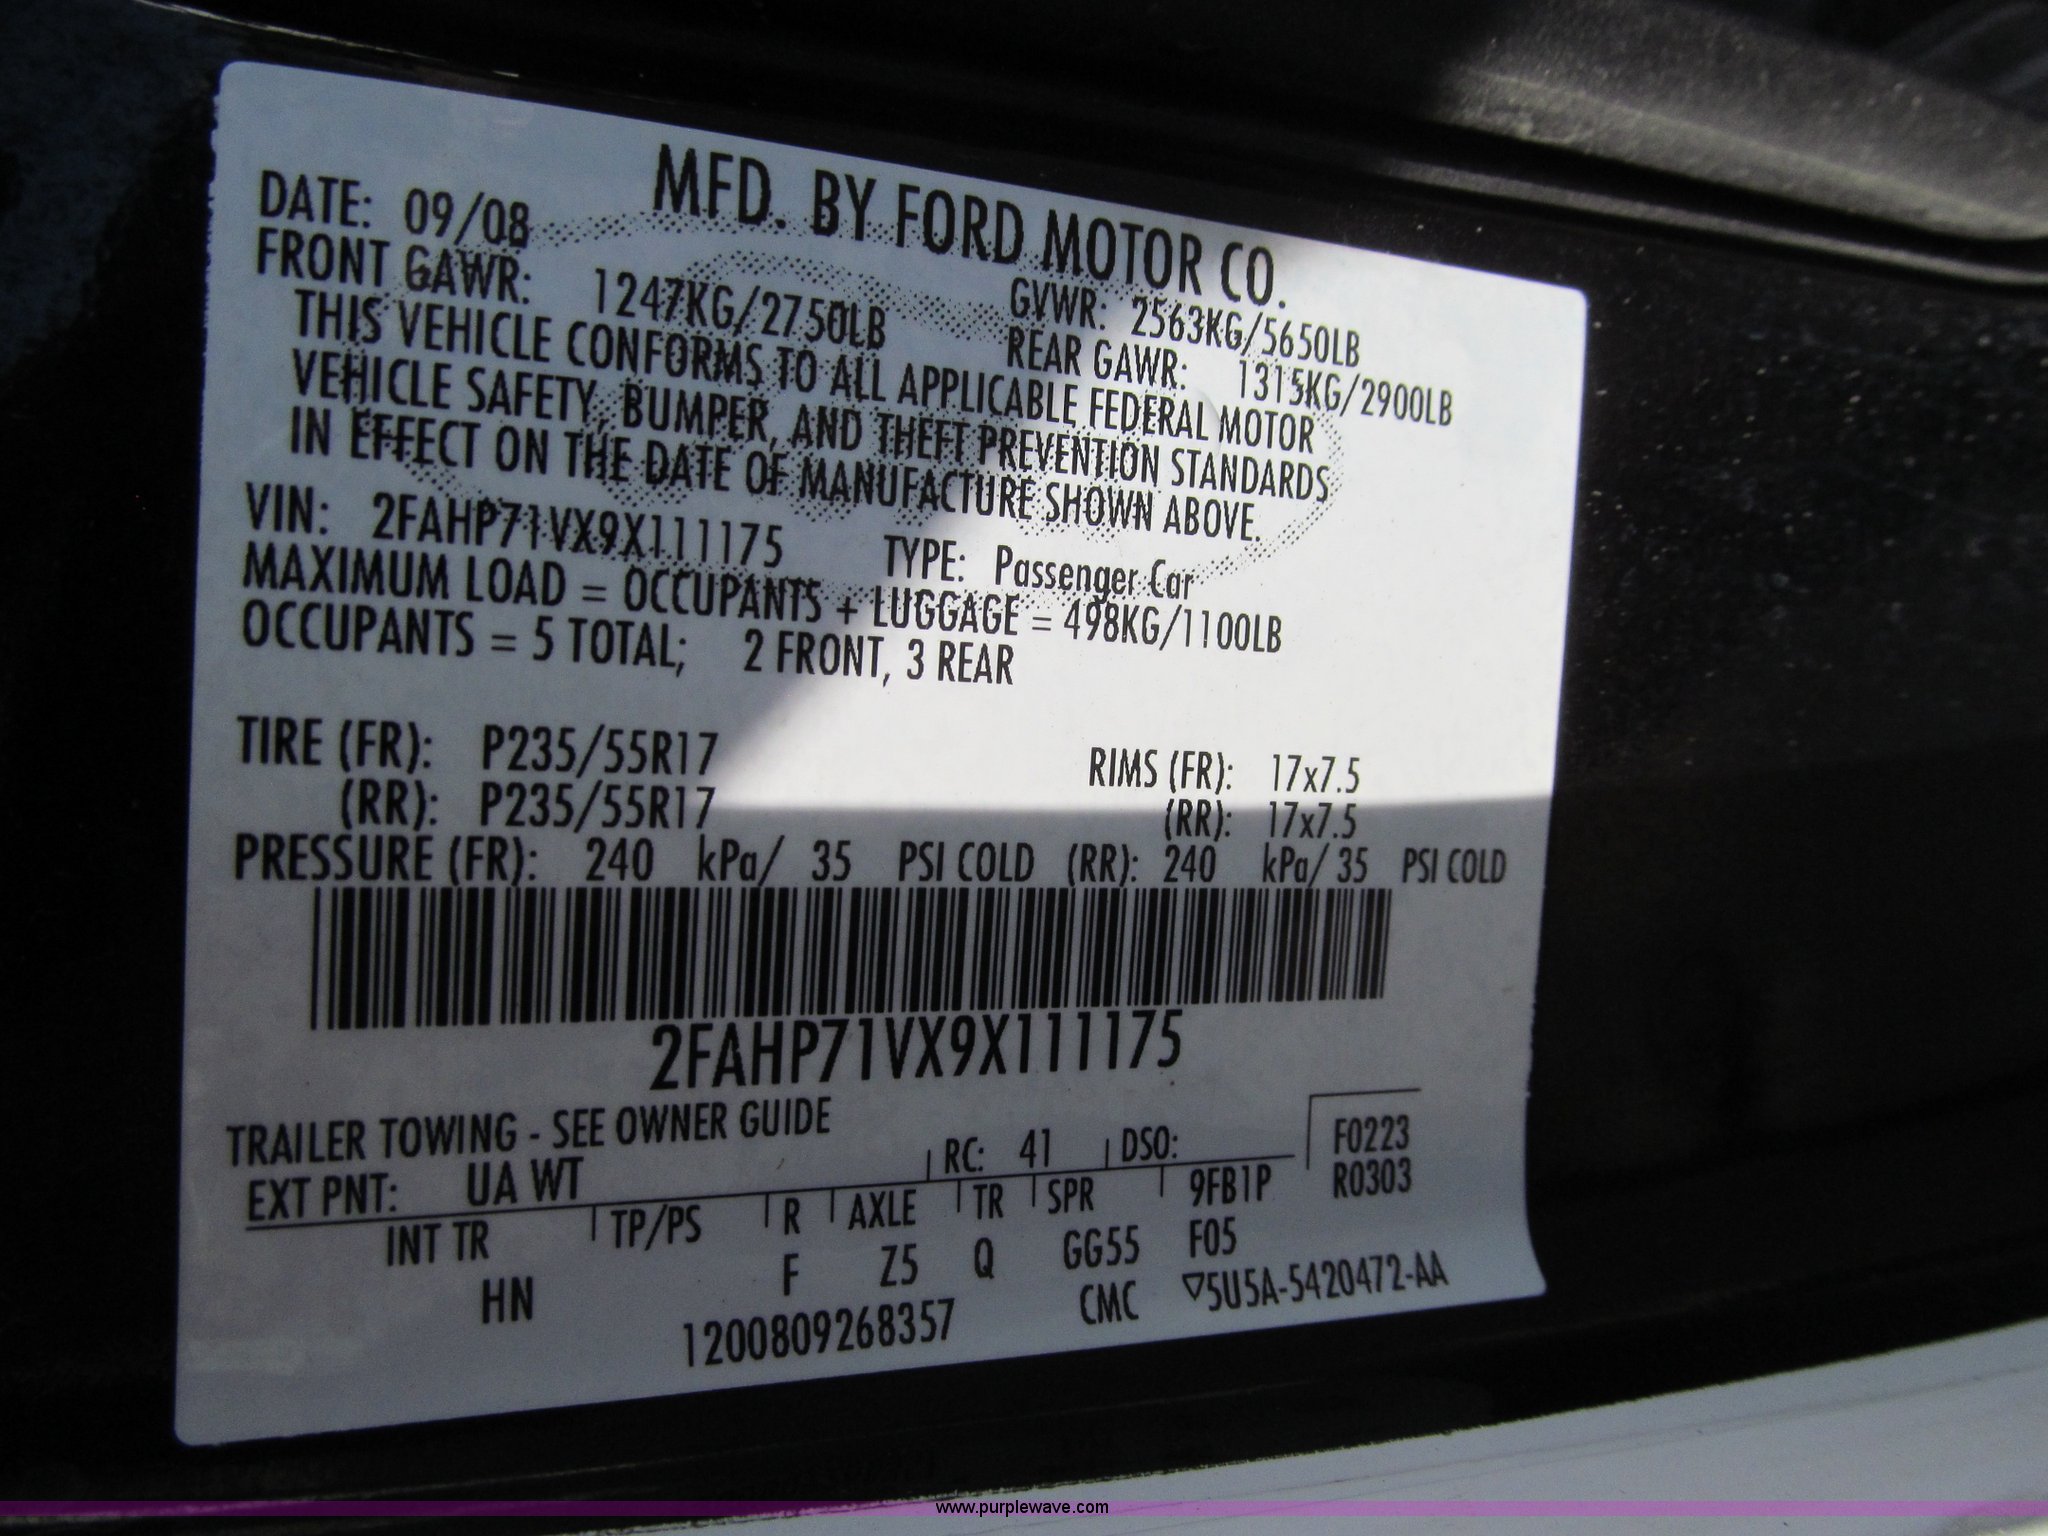 MFD. BY FORD MOTOR CO.
DATE: 09/08
GVWR: 2563KG/5650LB
FRONT GAWR: 1247KG/2750LB
REAR GAWR: 1315KG/2900LB
THIS VEHICLE CONFORMS TO ALL APPLICABLE FEDERAL MOTOR
VEHICLE SAFETY, BUMPER, AND THEFT PREVENTION STANDARDS
IN EFFECT ON THE DATE OF MANUFACTURE SHOWN ABOVE.
VIN: 2FAHP71VX9X111175 TYPE: Passenger Car
MAXIMUM LOAD = OCCUPANTS + LUGGAGE = 498KG/1100LB
OCCUPANTS = 5 TOTAL; 2 FRONT, 3 REAR
TIRE (FR): P235/55R17 RIMS (FR): 17x7.5
(RR): P235/55R17 (RR): 17x7.5
PRESSURE (FR): 240 kPa/ 35 PSI COLD (RR): 240 kPa/ 35 PSI COLD
2FAHP71VX9X111175
TRAILER TOWING - SEE OWNER GUIDE
F0223
EXT PNT: UA WT RC: 41 DSO:
R0303
INT TR TP/PS R AXLE TR SPR 9FB1P
HN F Z5 Q GG55 F05
1200809268357 CMC ▽5U5A-5420472-AA
www.purplewave.com